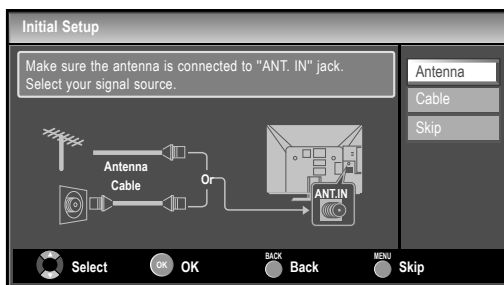 Initial Setup
Make sure the antenna is connected to "ANT. IN" jack.
Select your signal source.
Antenna
Cable
Skip
Antenna
Cable
Or
ANT.IN
Select
OK
OK
BACK
Back
MENU
Skip